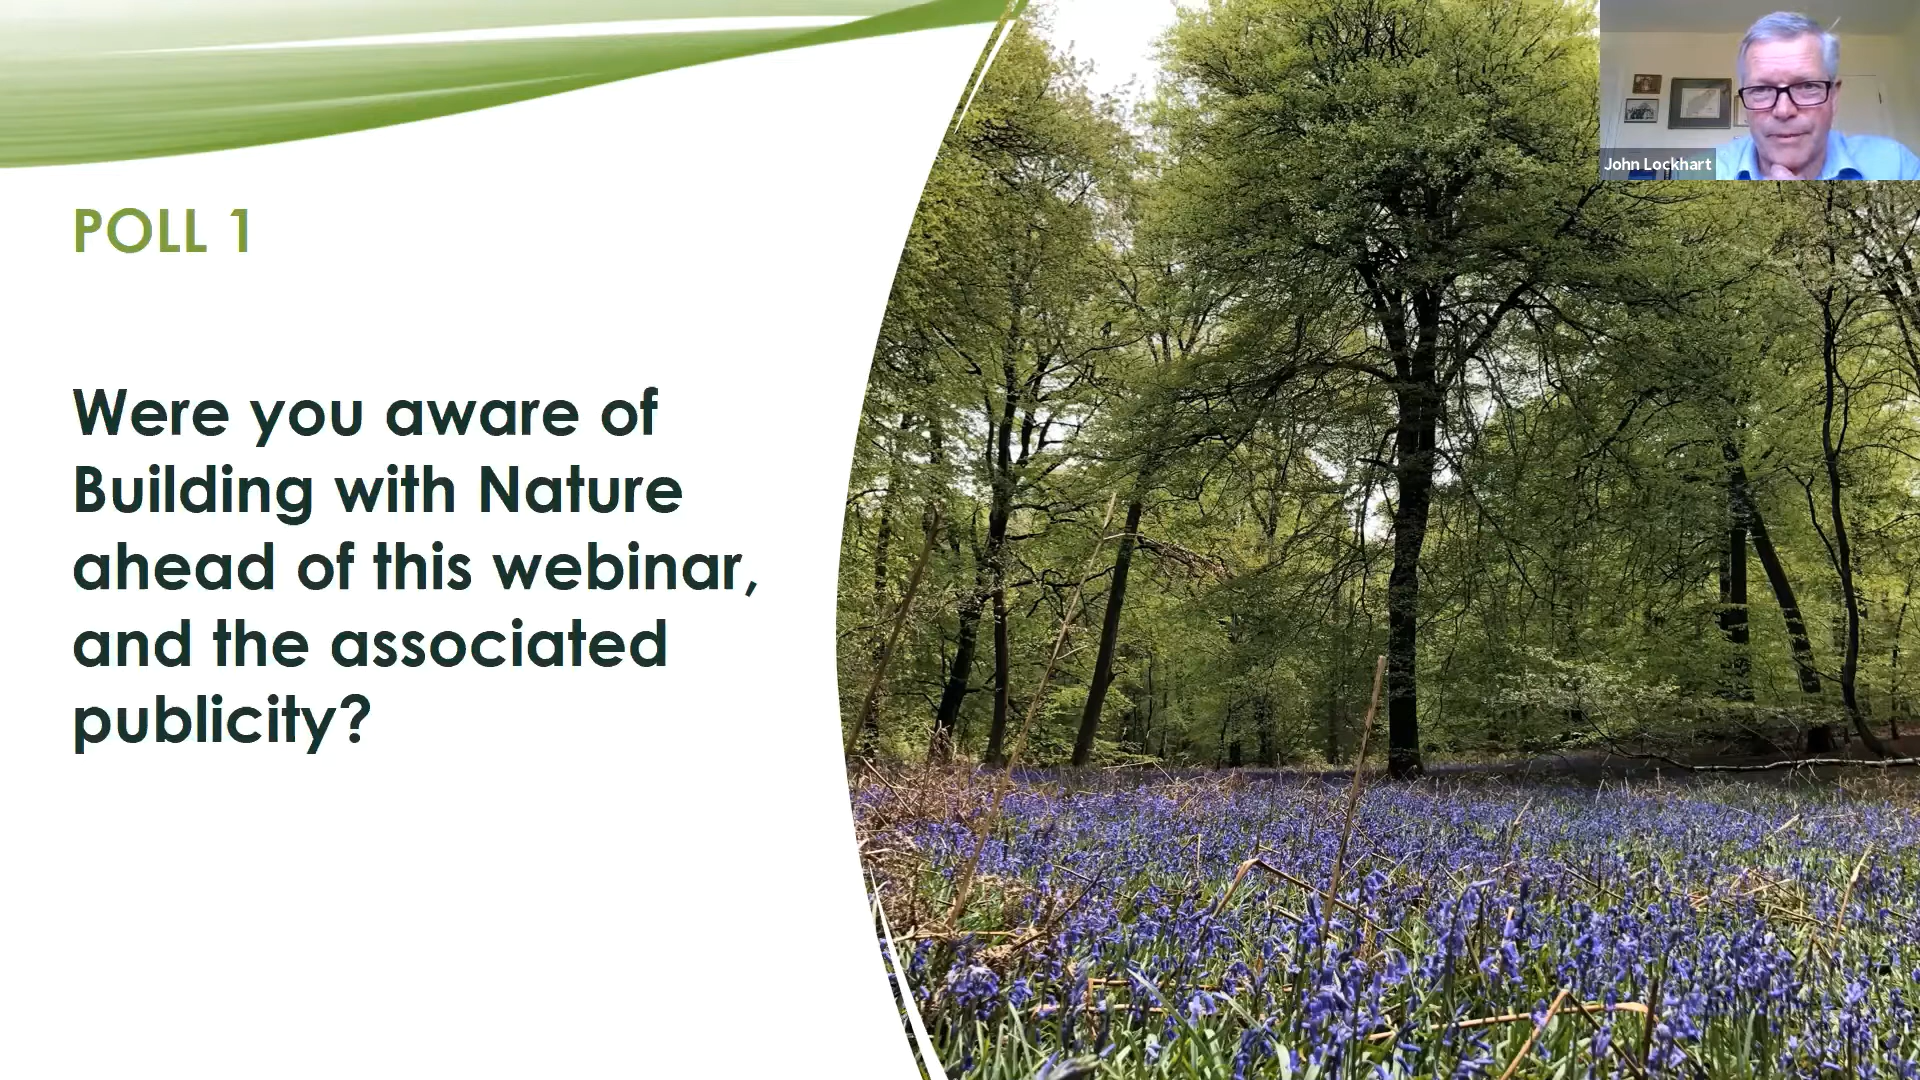 POLL 1
Were you aware of
Building with Nature
ahead of this webinar,
and the associated
publicity?
John Lockhart